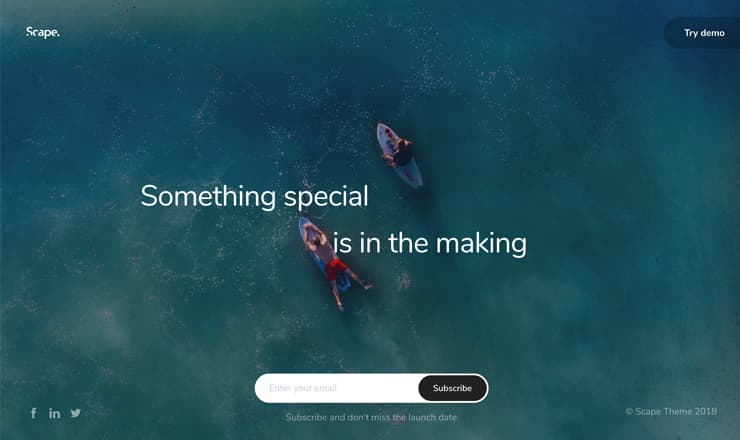 Scape.
Try demo
Something special
is in the making
Enter your email
Subscribe
Subscribe and don't miss the launch date
© Scape Theme 2018